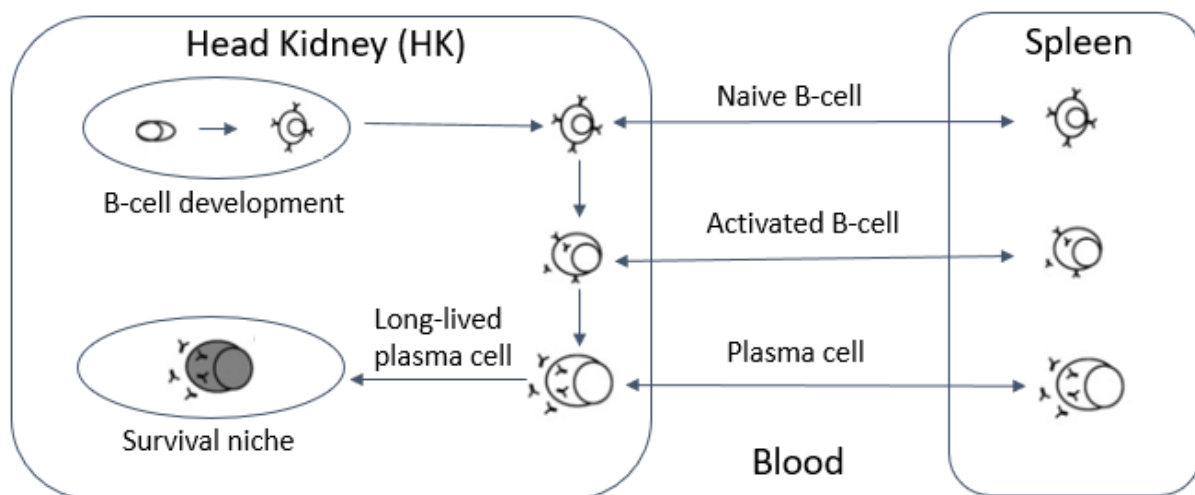 Head Kidney (HK)
Spleen
Naive B-cell
B-cell development
Activated B-cell
Long-lived
plasma cell
Plasma cell
Survival niche
Blood